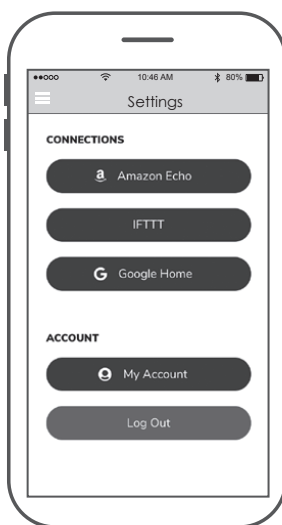 10:46 AM 80%
Settings
CONNECTIONS
Amazon Echo
IFTTT
Google Home
ACCOUNT
My Account
Log Out